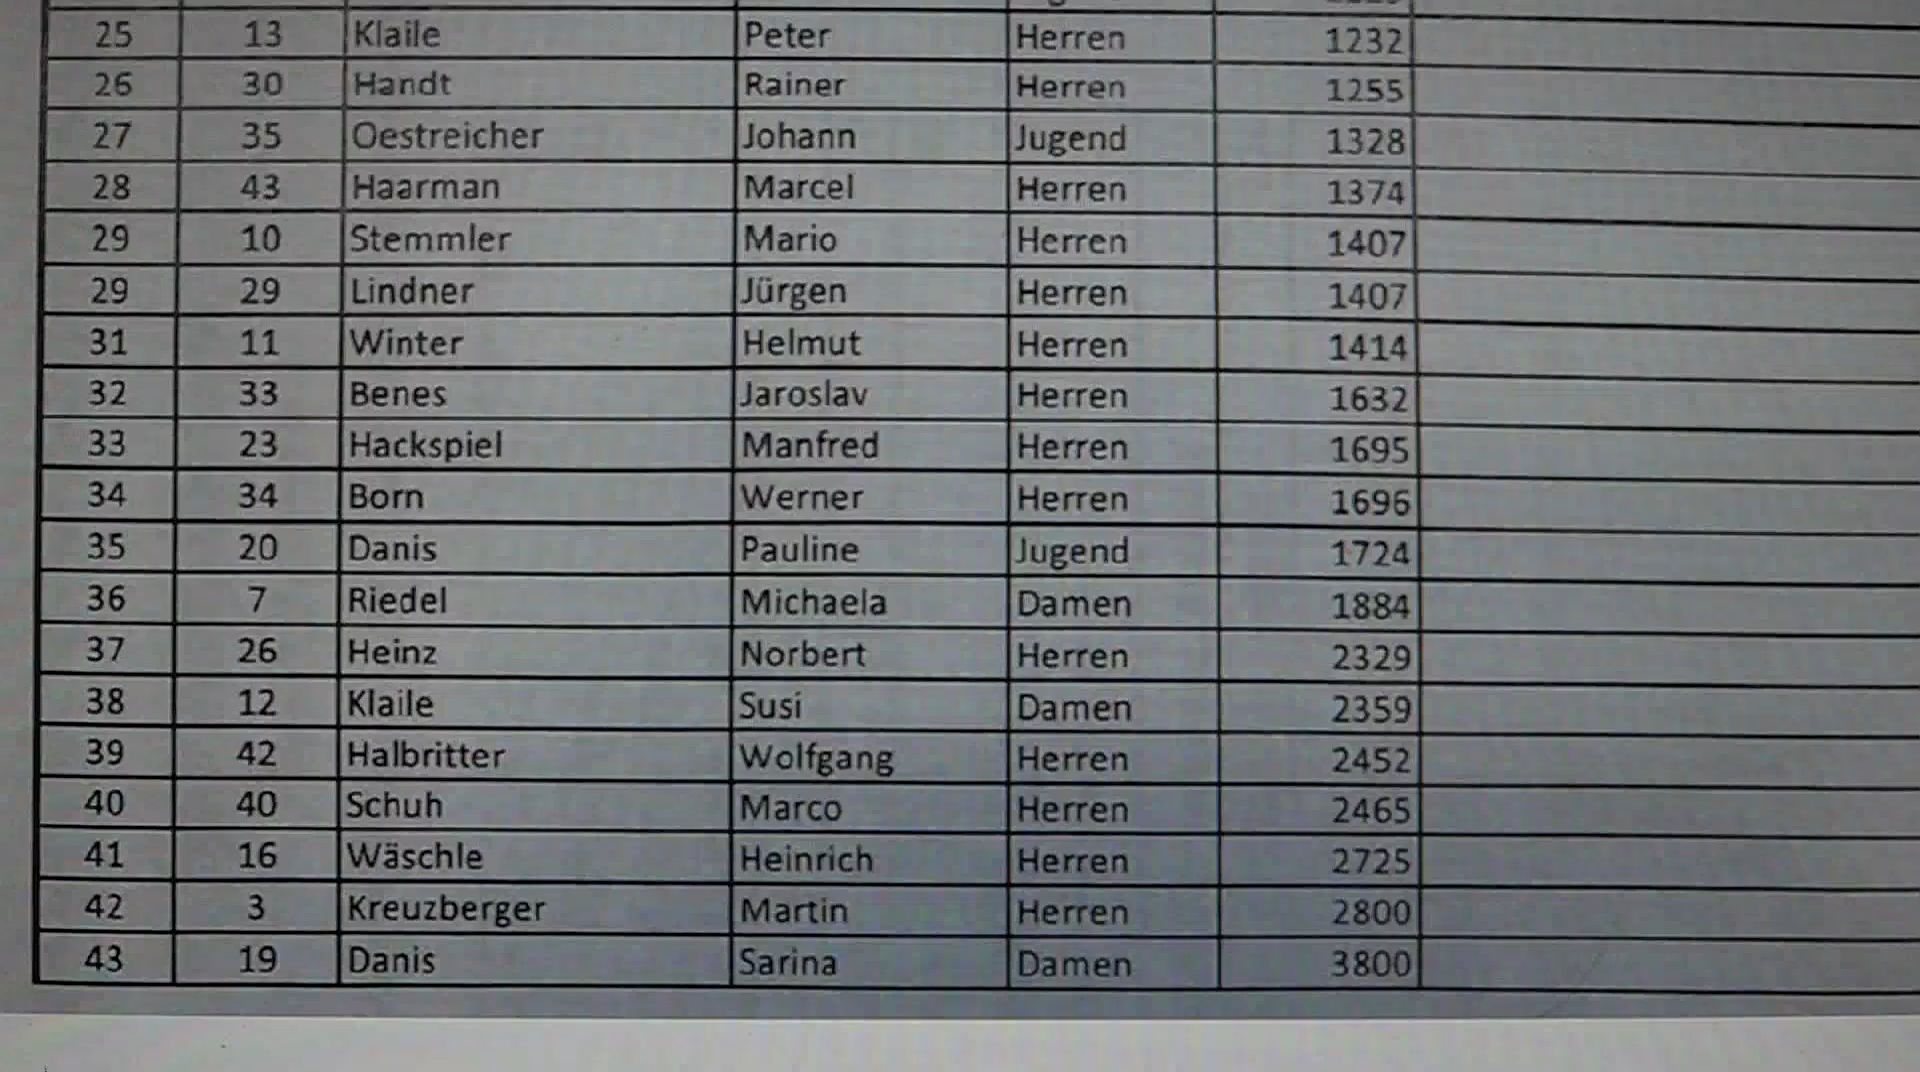 25 13 Klaile Peter Herren 1232
26 30 Handt Rainer Herren 1255
27 35 Oestreicher Johann Jugend 1328
28 43 Haarman Marcel Herren 1374
29 10 Stemmler Mario Herren 1407
29 29 Lindner Jürgen Herren 1407
31 11 Winter Helmut Herren 1414
32 33 Benes Jaroslav Herren 1632
33 23 Hackspiel Manfred Herren 1695
34 34 Born Werner Herren 1696
35 20 Danis Pauline Jugend 1724
36 7 Riedel Michaela Damen 1884
37 26 Heinz Norbert Herren 2329
38 12 Klaile Susi Damen 2359
39 42 Halbritter Wolfgang Herren 2452
40 40 Schuh Marco Herren 2465
41 16 Wäschle Heinrich Herren 2725
42 3 Kreuzberger Martin Herren 2800
43 19 Danis Sarina Damen 3800